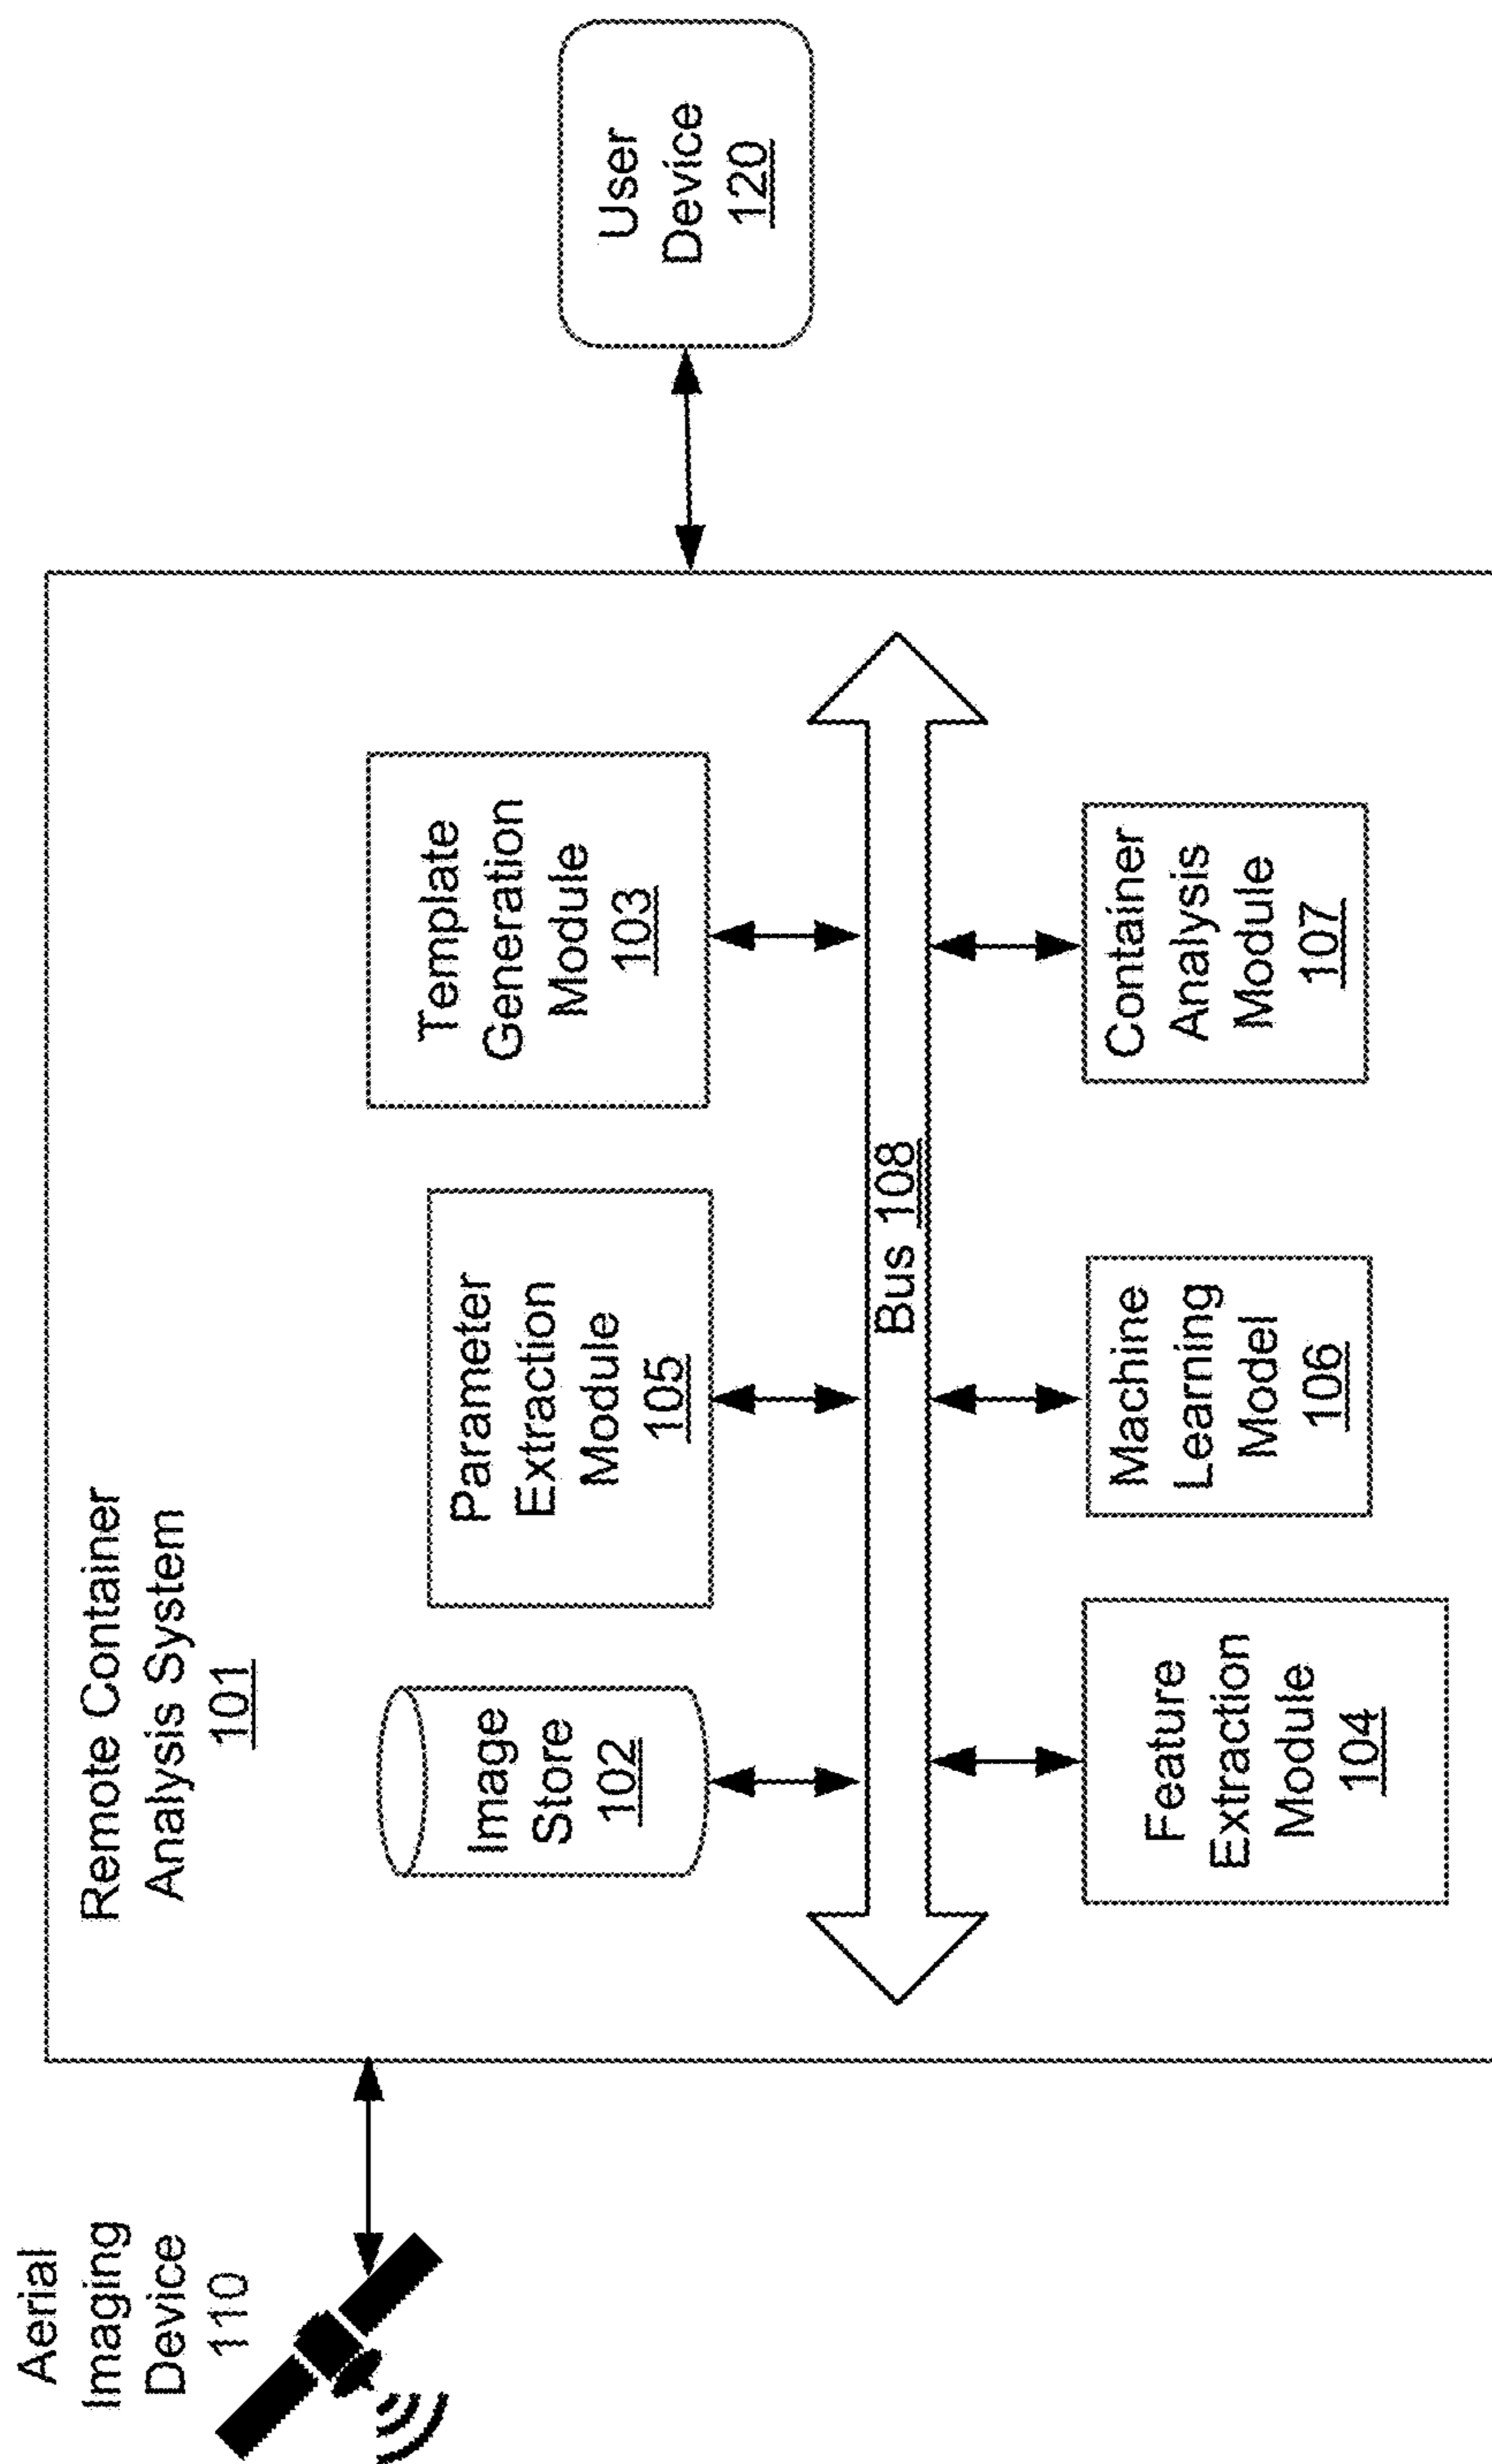 Aerial
Imaging
Device
110
Remote Container
Analysis System
101
Image
Store
102
Parameter
Extraction
Module
105
Template
Generation
Module
103
Bus 108
Feature
Extraction
Module
104
Machine
Learning
Model
106
Container
Analysis
Module
107
User
Device
120